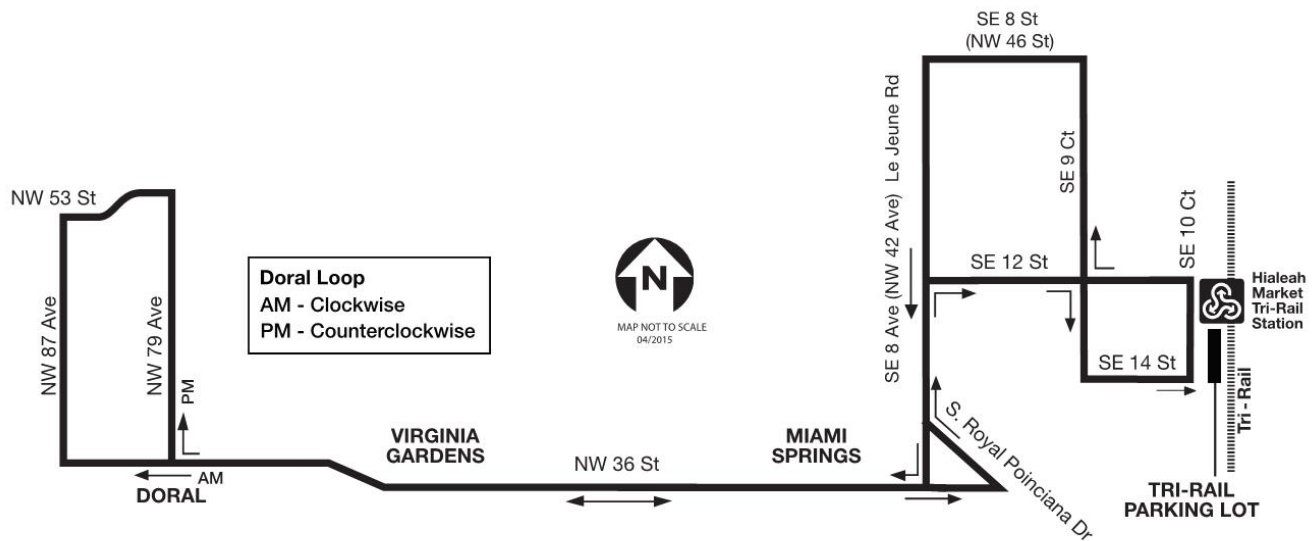 SE 8 St
(NW 46 St)
SE 8 Ave (NW 42 Ave) Le Jeune Rd
SE 9 Ct
SE 10 Ct
NW 53 St
NW 87 Ave
NW 79 Ave
PM
Doral Loop
AM - Clockwise
PM - Counterclockwise
N
MAP NOT TO SCALE
04/2015
SE 12 St
Hialeah
Market
Tri-Rail
Station
SE 14 St
Tri - Rail
S. Royal Poinciana Dr
VIRGINIA
GARDENS
MIAMI
SPRINGS
NW 36 St
AM
DORAL
TRI-RAIL
PARKING LOT